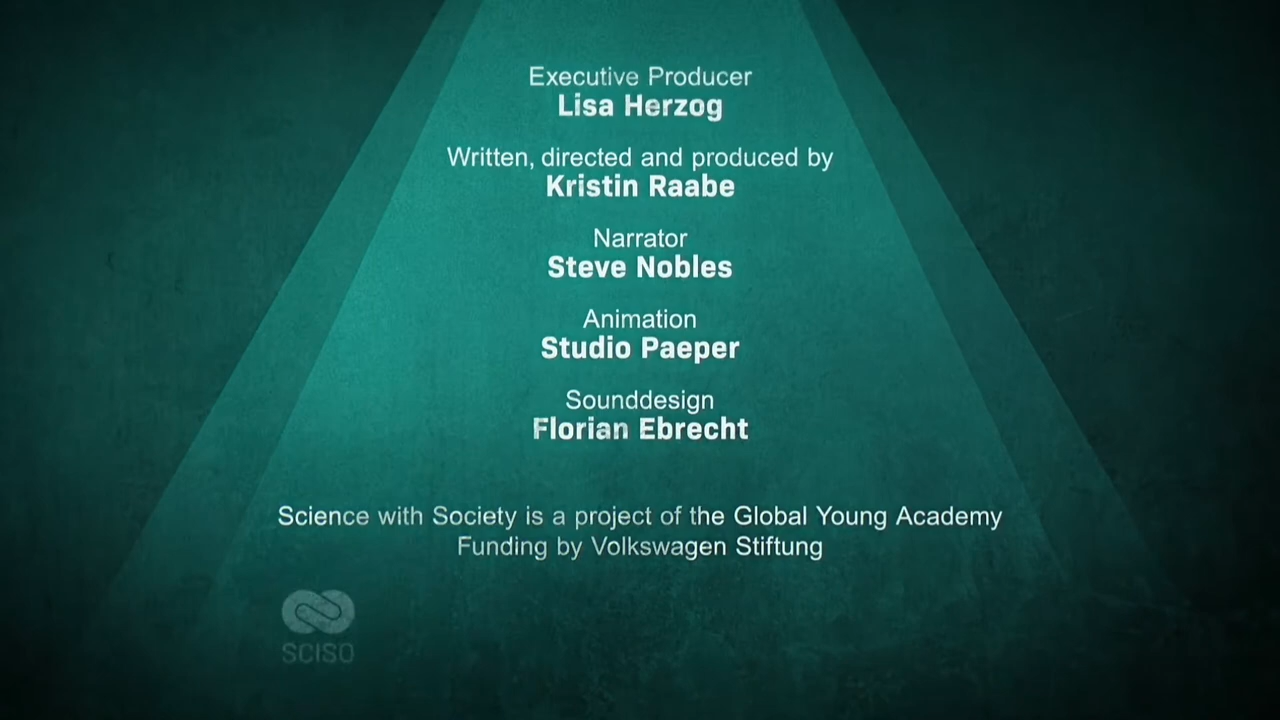 Executive Producer
Lisa Herzog
Written, directed and produced by
Kristin Raabe
Narrator
Steve Nobles
Animation
Studio Paeper
Sounddesign
Florian Ebrecht
Science with Society is a project of the Global Young Academy
Funding by Volkswagen Stiftung
SCISO